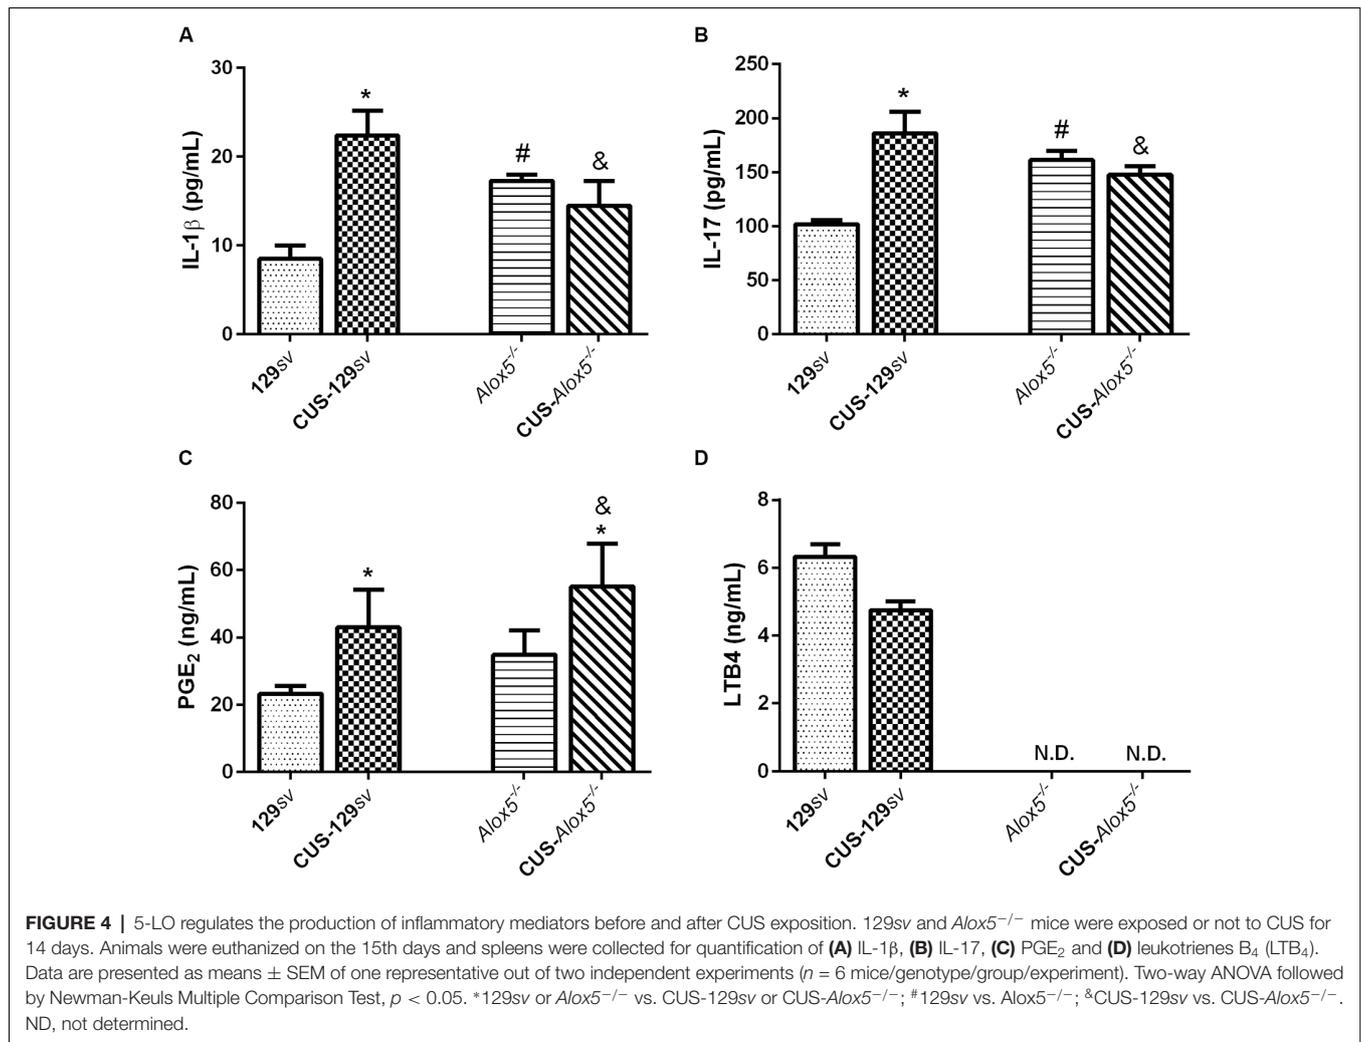 A
30
20
10
0
IL-1β (pg/mL)
*
#
&
129sv
CUS-129sv
Alox5-/-
CUS-Alox5-/-
B
250
200
150
100
50
0
IL-17 (pg/mL)
*
#
&
129sv
CUS-129sv
Alox5-/-
CUS-Alox5-/-
C
80
60
40
20
0
PGE2 (ng/mL)
*
&
*
129sv
CUS-129sv
Alox5-/-
CUS-Alox5-/-
D
8
6
4
2
0
LTB4 (ng/mL)
N.D.
N.D.
129sv
CUS-129sv
Alox5-/-
CUS-Alox5-/-
FIGURE 4 | 5-LO regulates the production of inflammatory mediators before and after CUS exposition. 129sv and Alox5−/− mice were exposed or not to CUS for
14 days. Animals were euthanized on the 15th days and spleens were collected for quantification of (A) IL-1β, (B) IL-17, (C) PGE2 and (D) leukotrienes B4 (LTB4).
Data are presented as means ± SEM of one representative out of two independent experiments (n = 6 mice/genotype/group/experiment). Two-way ANOVA followed
by Newman-Keuls Multiple Comparison Test, p < 0.05. *129sv or Alox5−/− vs. CUS-129sv or CUS-Alox5−/−; #129sv vs. Alox5−/−; &CUS-129sv vs. CUS-Alox5−/−.
ND, not determined.